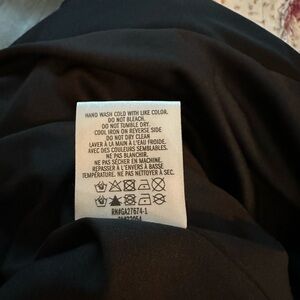 HAND WASH COLD WITH LIKE COLOR.
DO NOT BLEACH.
DO NOT TUMBLE DRY.
COOL IRON ON REVERSE SIDE
DO NOT DRY CLEAN
LAVER À LA MAIN À L'EAU FROIDE.
AVEC DES COULEURS SEMBLABLES.
NE PAS BLANCHIR.
NE PAS SÉCHER EN MACHINE.
REPASSER À L'ENVERS À BASSE
TEMPÉRATURE. NE PAS NETTOYER À SEC.
RN#GA27674-1